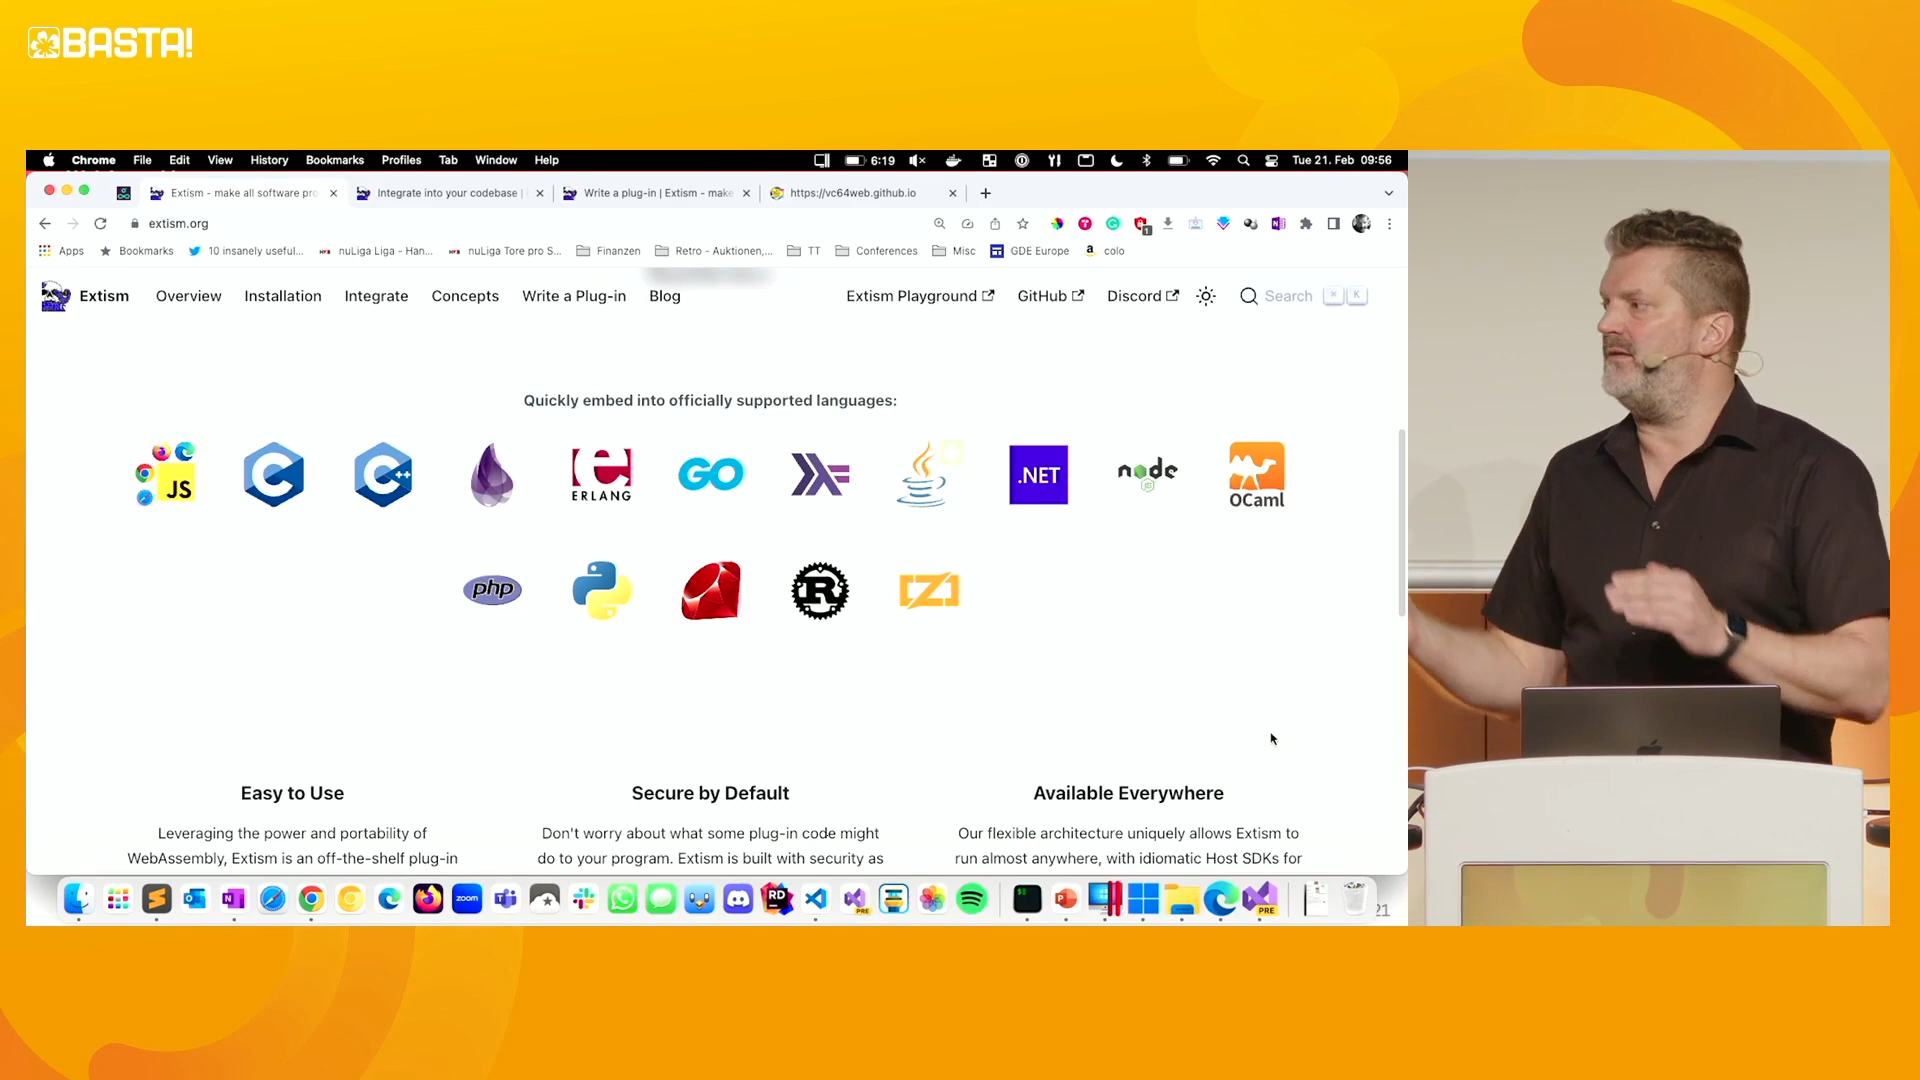 BASTA!
Chrome File Edit View History Bookmarks Profiles Tab Window Help 6:19 Tue 21. Feb 09:56
Extism - make all software pro Integrate into your codebase | Write a plug-in | Extism - make https://vc64web.github.io
extism.org
Apps Bookmarks 10 insanely useful... nuLiga Liga - Han... nuLiga Tore pro S... Finanzen Retro - Auktionen,... TT Conferences Misc GDE Europe colo
Extism Overview Installation Integrate Concepts Write a Plug-in Blog Extism Playground GitHub Discord Search K
Quickly embed into officially supported languages:
JS C C++ e ERLANG GO .NET node JS OCaml
php R
Easy to Use Secure by Default Available Everywhere
Leveraging the power and portability of Don't worry about what some plug-in code might Our flexible architecture uniquely allows Extism to
WebAssembly, Extism is an off-the-shelf plug-in do to your program. Extism is built with security as run almost anywhere, with idiomatic Host SDKs for
zoom RD PRE PRE 21